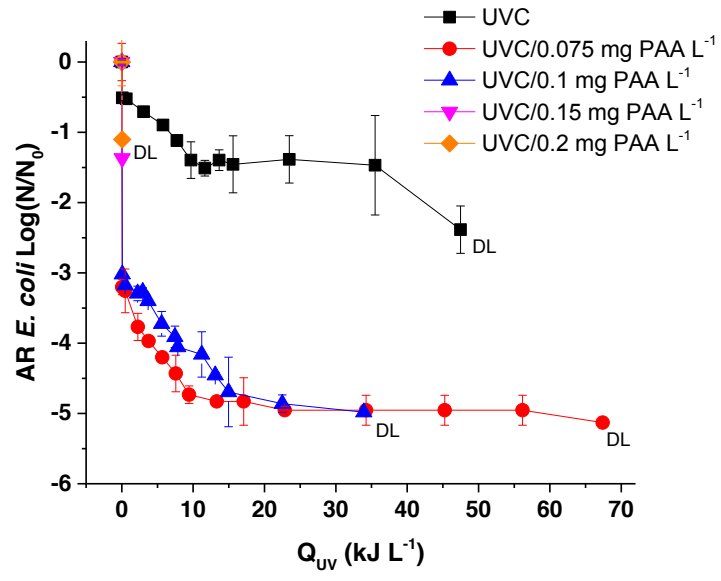 UVC
UVC/0.075 mg PAA L⁻¹
UVC/0.1 mg PAA L⁻¹
UVC/0.15 mg PAA L⁻¹
UVC/0.2 mg PAA L⁻¹
AR E. coli Log(N/N₀)
0
-1
-2
-3
-4
-5
-6
DL
DL
DL
DL
0 10 20 30 40 50 60 70
Q_UV (kJ L⁻¹)